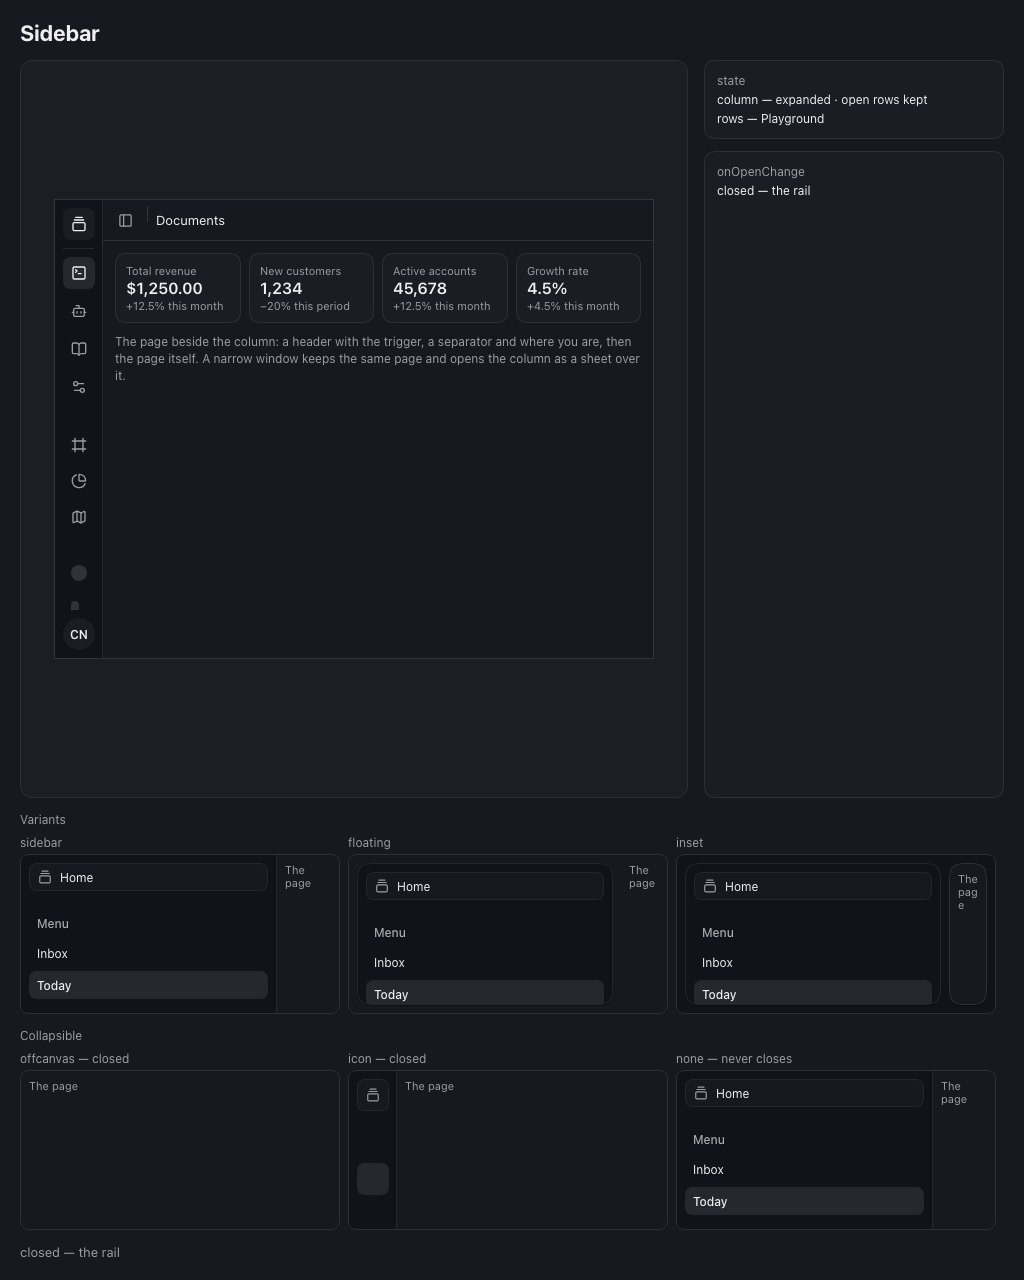 Sidebar
state
column — expanded · open rows kept
rows — Playground
onOpenChange
closed — the rail
Documents
Total revenue
$1,250.00
+12.5% this month
New customers
1,234
−20% this period
Active accounts
45,678
+12.5% this month
Growth rate
4.5%
+4.5% this month
The page beside the column: a header with the trigger, a separator and where you are, then
the page itself. A narrow window keeps the same page and opens the column as a sheet over
it.
CN
Variants
sidebar
Home
Menu
Inbox
Today
The
page
floating
Home
Menu
Inbox
Today
The
page
inset
Home
Menu
Inbox
Today
The
pag
e
Collapsible
offcanvas — closed
The page
icon — closed
The page
none — never closes
Home
Menu
Inbox
Today
The
page
closed — the rail